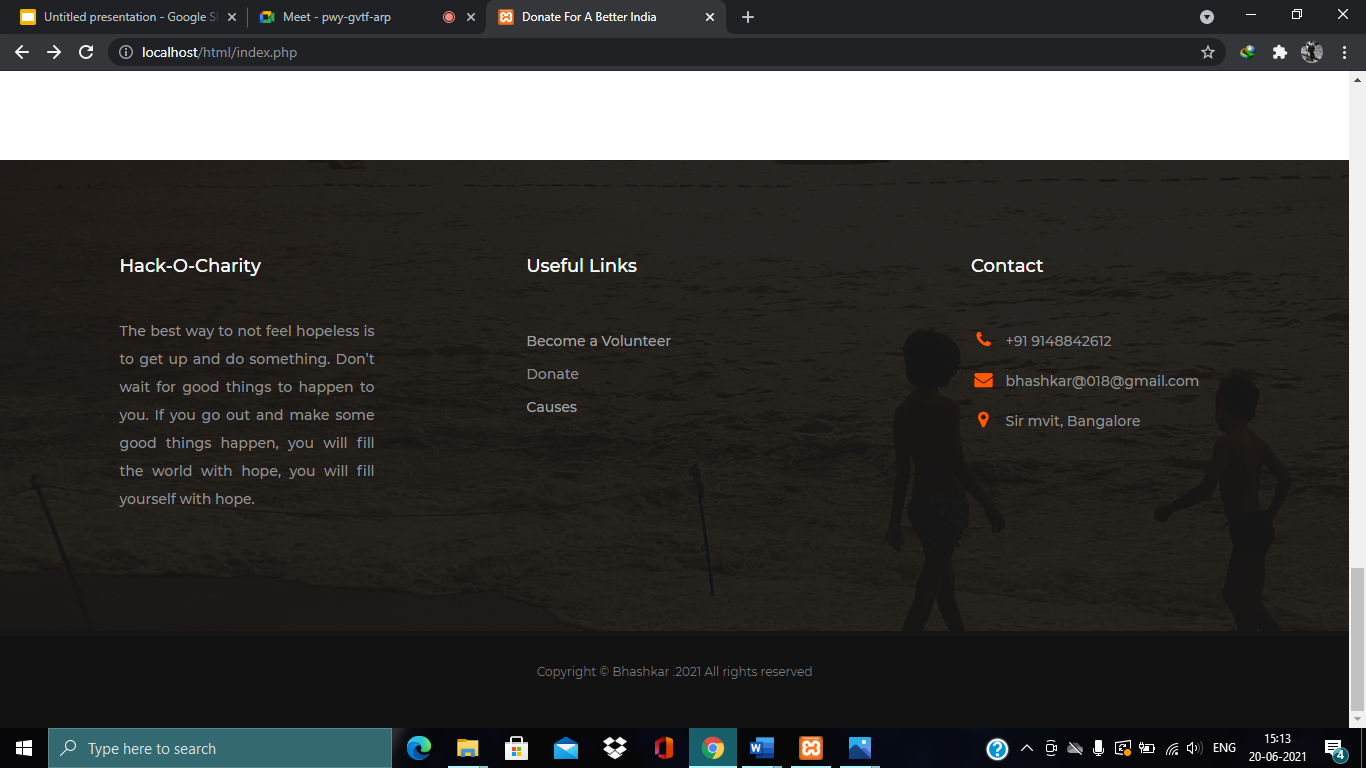 Untitled presentation - Google Sl
Meet - pwy-gvtf-arp
Donate For A Better India
localhost/html/index.php
Hack-O-Charity
The best way to not feel hopeless is
to get up and do something. Don't
wait for good things to happen to
you. If you go out and make some
good things happen, you will fill
the world with hope, you will fill
yourself with hope.
Useful Links
Become a Volunteer
Donate
Causes
Contact
+91 9148842612
bhashkar@018@gmail.com
Sir mvit, Bangalore
Copyright © Bhashkar .2021 All rights reserved
Type here to search
ENG
15:13
20-06-2021
4